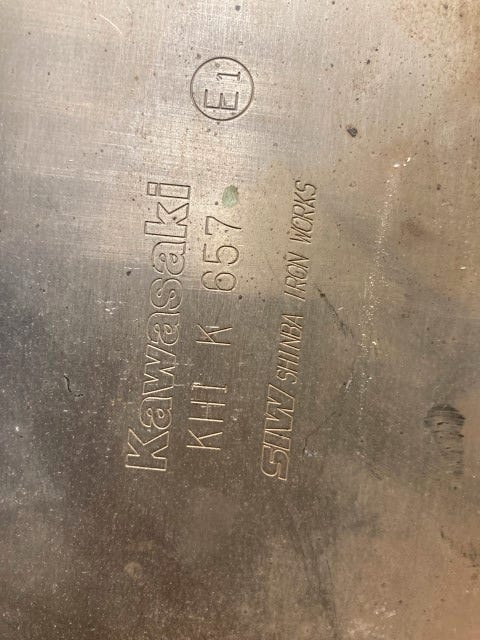 Kawasaki E1
KHI K 657
SIW SHINBA IRON WORKS